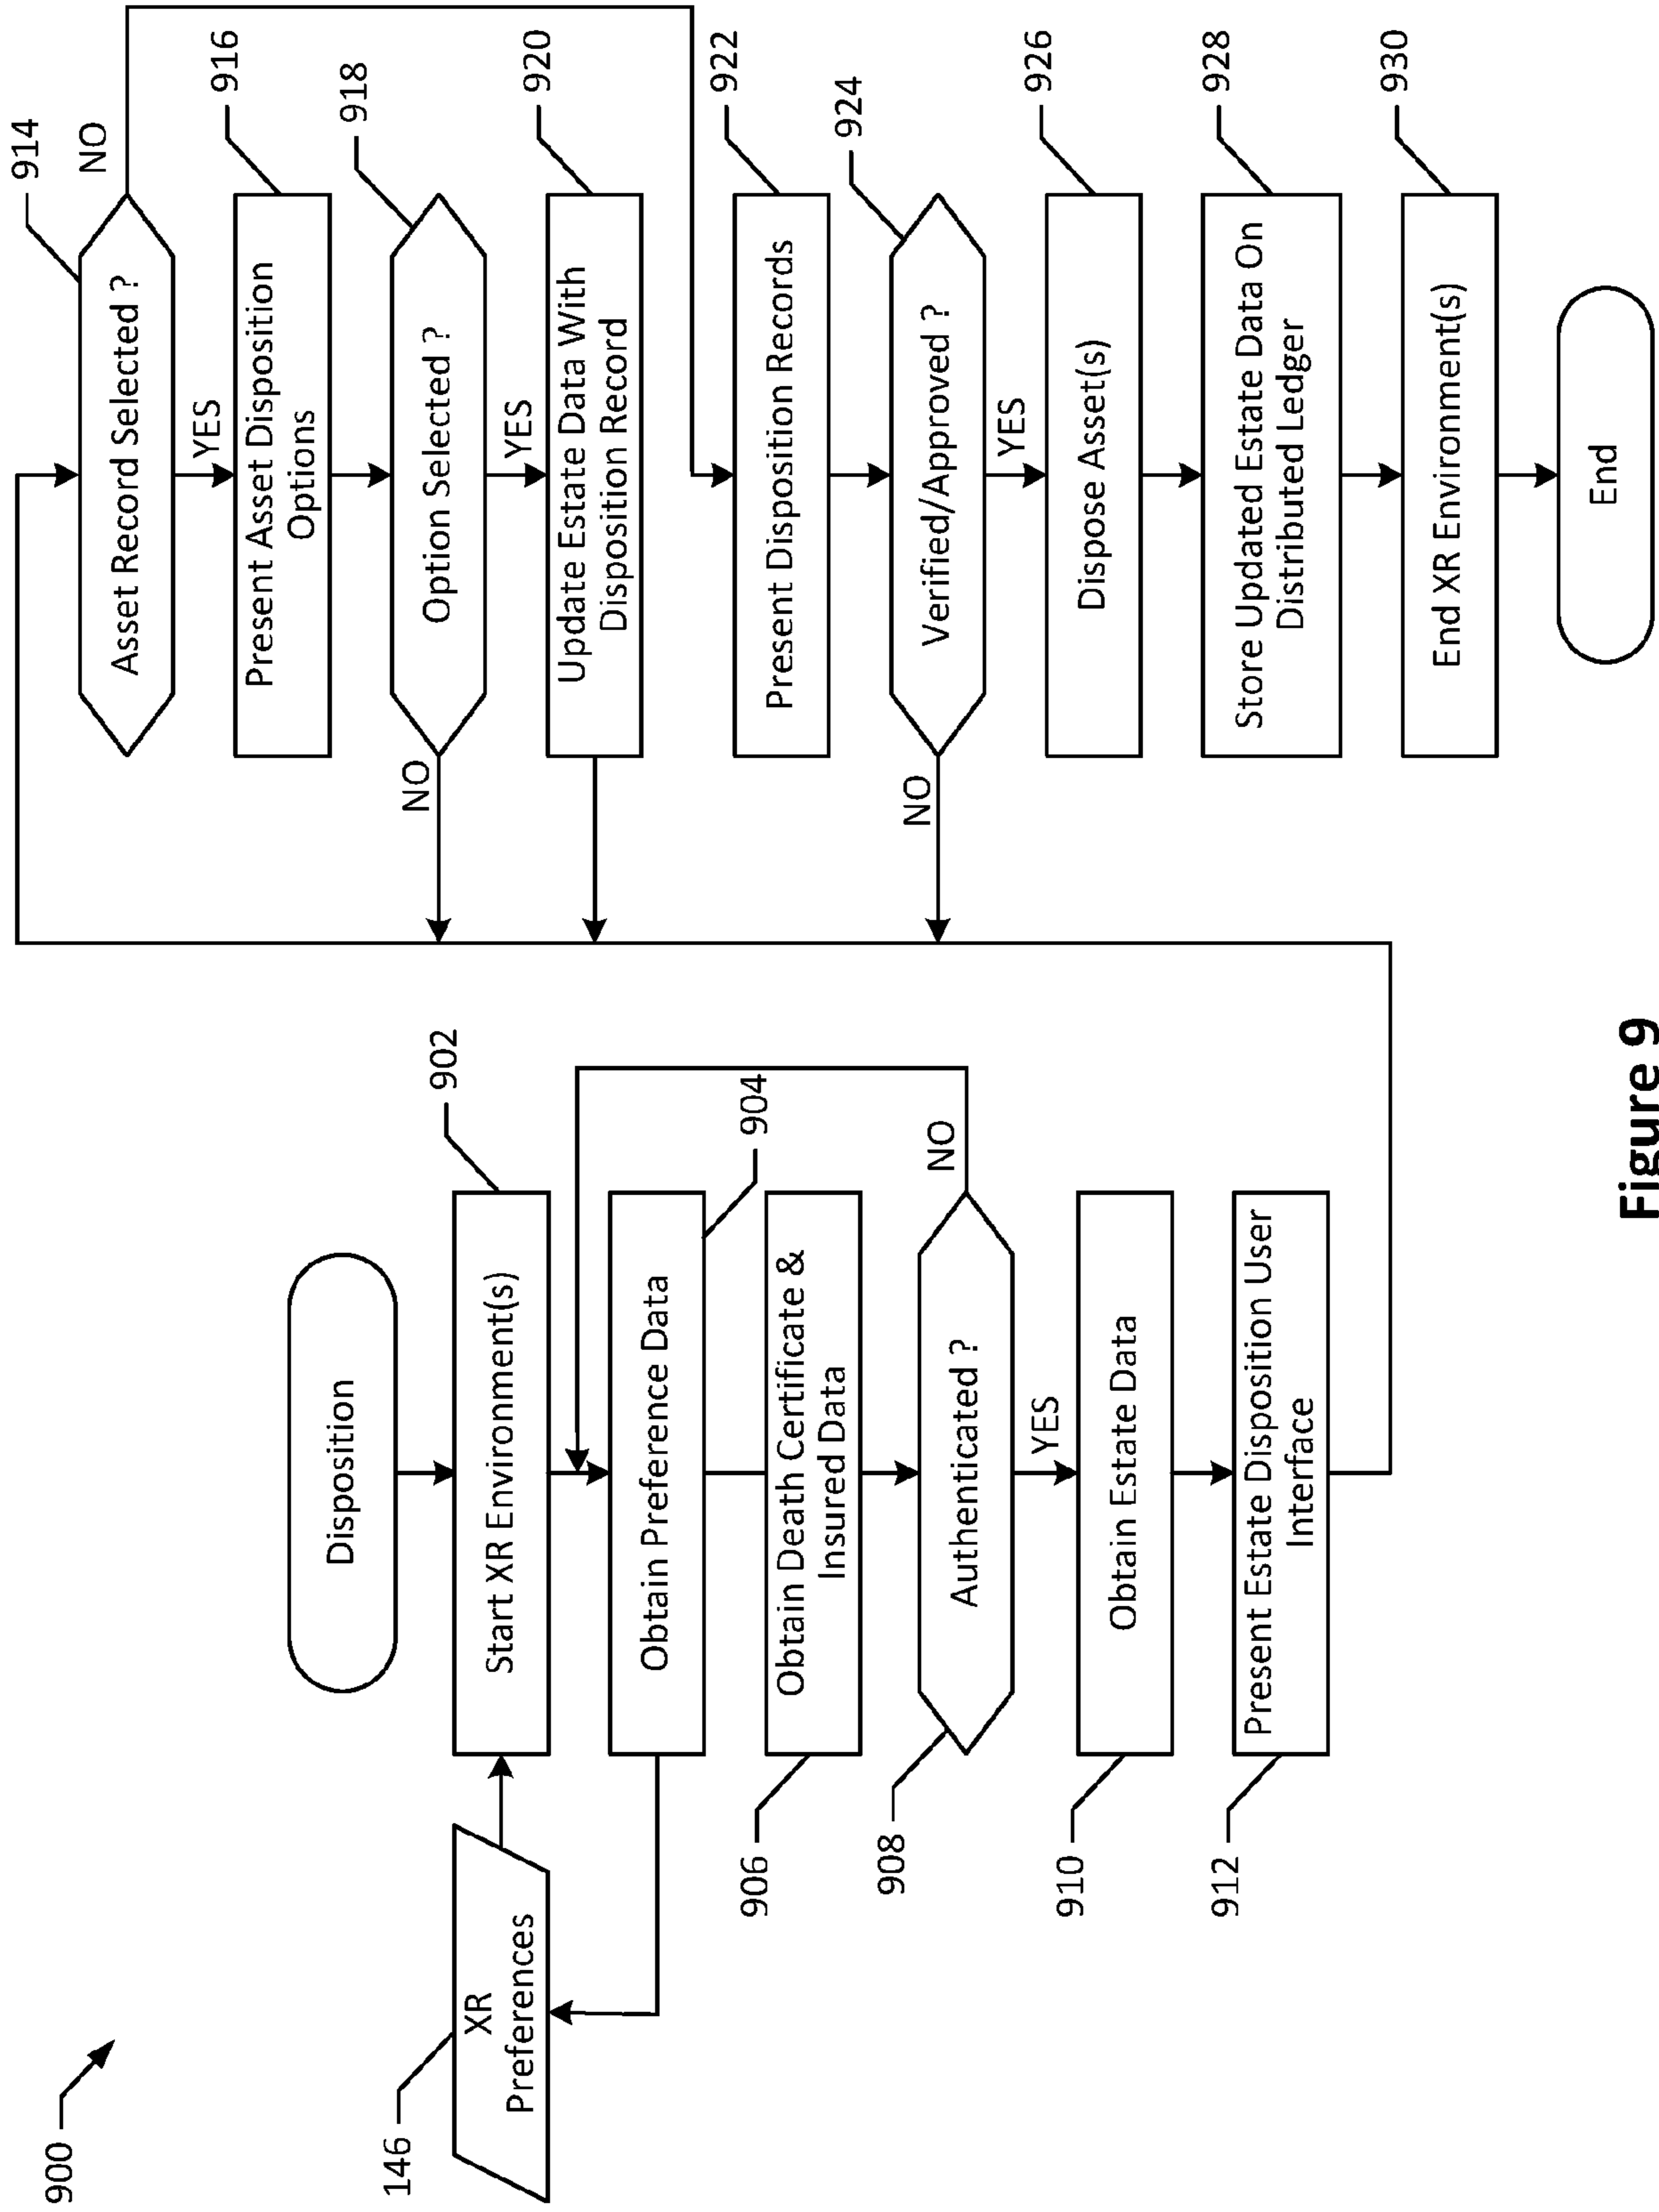 900
146
XR
Preferences
Disposition
Start XR Environment(s)
902
Obtain Preference Data
904
Obtain Death Certificate &
Insured Data
906
Authenticated ?
908
NO
YES
Obtain Estate Data
910
Present Estate Disposition User
Interface
912
Asset Record Selected ?
914
NO
YES
Present Asset Disposition
Options
916
Option Selected ?
918
NO
YES
Update Estate Data With
Disposition Record
920
Present Disposition Records
922
Verified/Approved ?
924
NO
YES
Dispose Asset(s)
926
Store Updated Estate Data On
Distributed Ledger
928
End XR Environment(s)
930
End
Figure 9